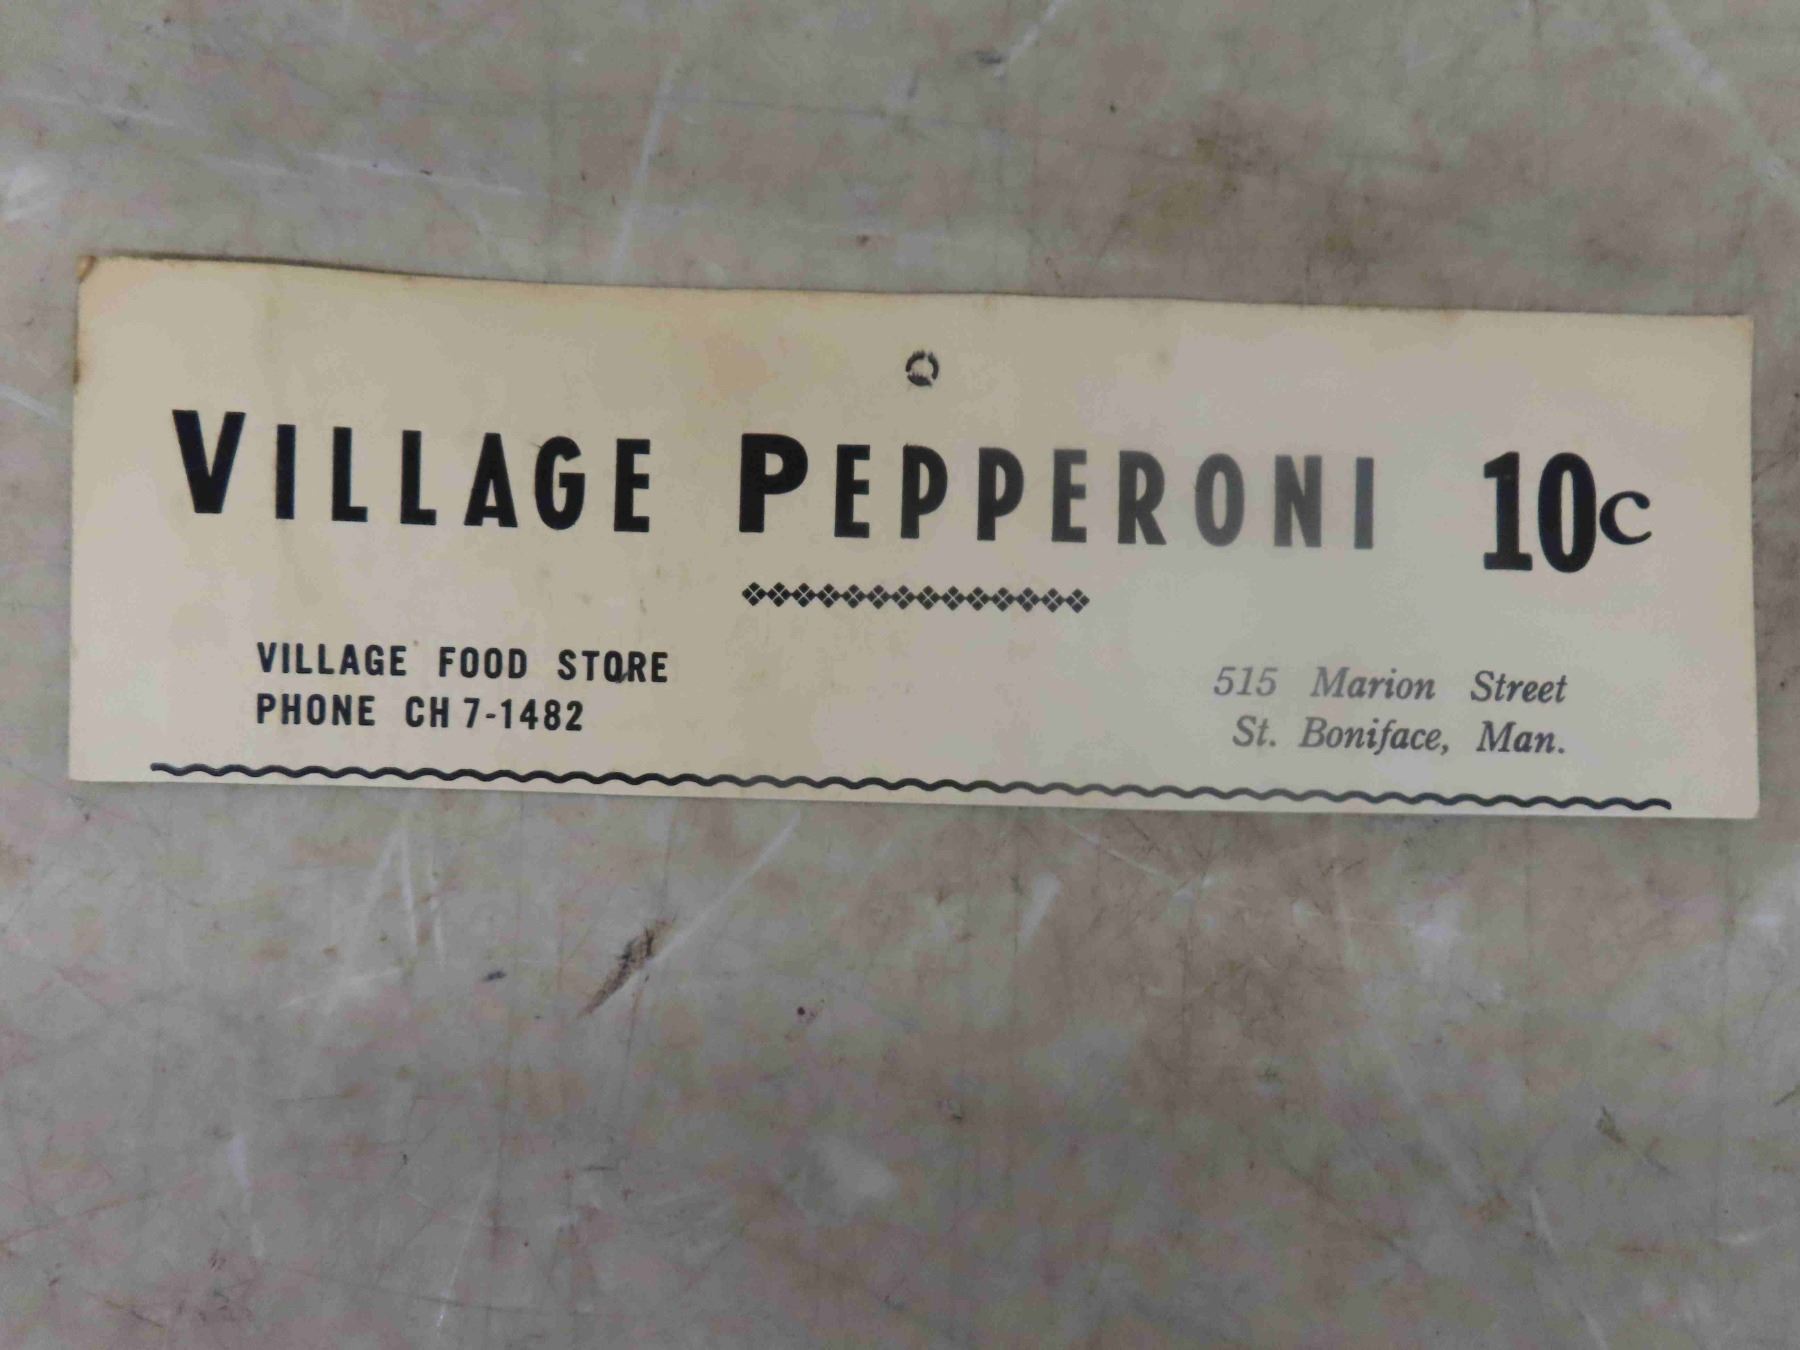 VILLAGE PEPPERONI 10c
VILLAGE FOOD STORE
PHONE CH 7-1482
515 Marion Street
St. Boniface, Man.